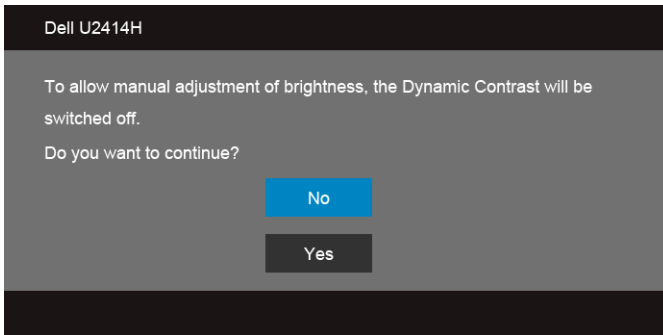 Dell U2414H
To allow manual adjustment of brightness, the Dynamic Contrast will be
switched off.
Do you want to continue?
No
Yes